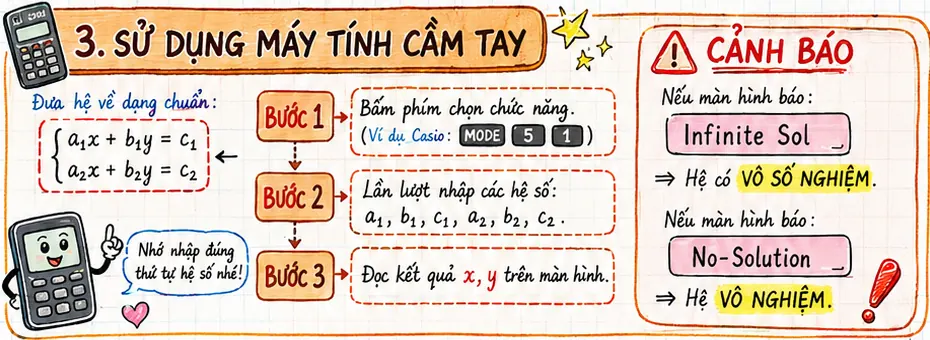 3. SỬ DỤNG MÁY TÍNH CẦM TAY
Đưa hệ về dạng chuẩn:
a₁x + b₁y = c₁
a₂x + b₂y = c₂
←
Nhớ nhập đúng
thứ tự hệ số nhé!
BƯỚC 1
Bấm phím chọn chức năng.
(Ví dụ Casio: MODE 5 1)
BƯỚC 2
Lần lượt nhập các hệ số:
a₁, b₁, c₁, a₂, b₂, c₂.
BƯỚC 3
Đọc kết quả x, y trên màn hình.
CẢNH BÁO
Nếu màn hình báo:
Infinite Sol _
⇒ Hệ có VÔ SỐ NGHIỆM.
Nếu màn hình báo:
No-Solution _
⇒ Hệ VÔ NGHIỆM.